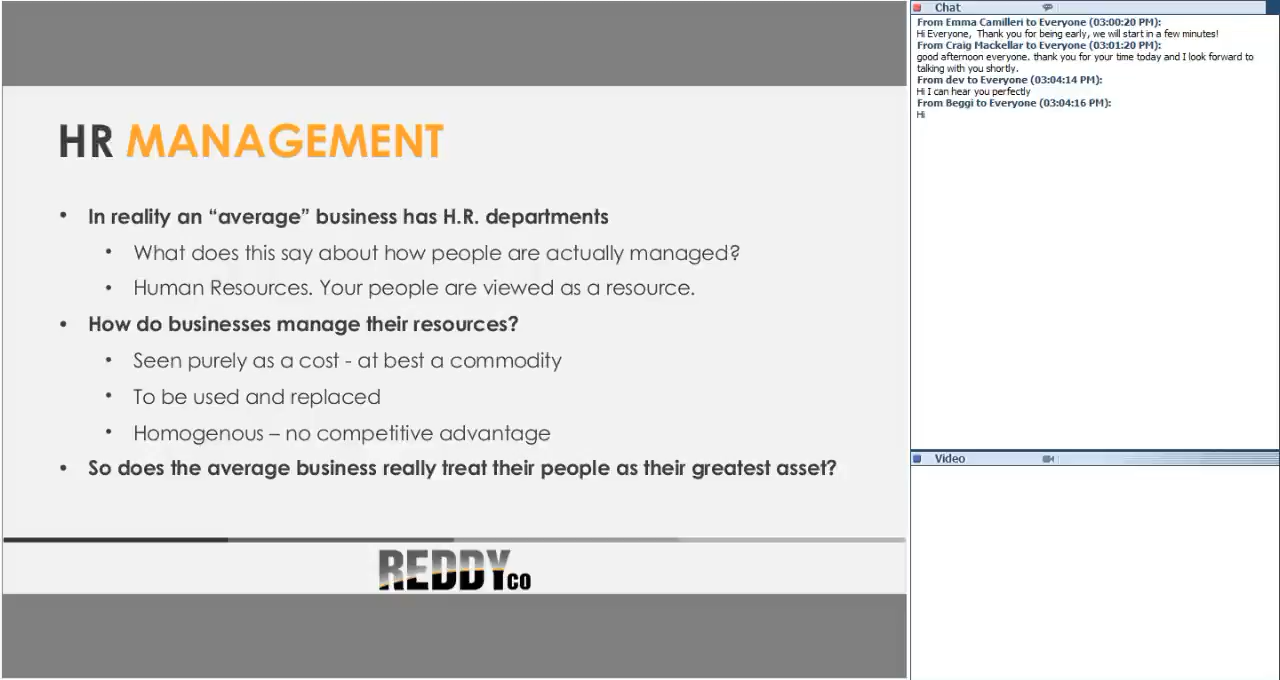 HR MANAGEMENT
• In reality an “average” business has H.R. departments
• What does this say about how people are actually managed?
• Human Resources. Your people are viewed as a resource.
• How do businesses manage their resources?
• Seen purely as a cost - at best a commodity
• To be used and replaced
• Homogenous – no competitive advantage
• So does the average business really treat their people as their greatest asset?
REDDYCO
Chat
From Emma Camilleri to Everyone (03:00:20 PM):
Hi Everyone, Thank you for being early, we will start in a few minutes!
From Craig Mackellar to Everyone (03:01:20 PM):
good afternoon everyone. thank you for your time today and I look forward to
talking with you shortly.
From dev to Everyone (03:04:14 PM):
Hi I can hear you perfectly
From Beggi to Everyone (03:04:16 PM):
Hi
Video